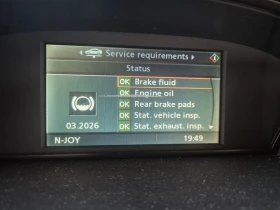 Service requirements
Status
OK Brake fluid
OK Engine oil
OK Rear brake pads
OK Stat. vehicle insp.
03.2026
OK Stat. exhaust. insp.
N-JOY 19:49